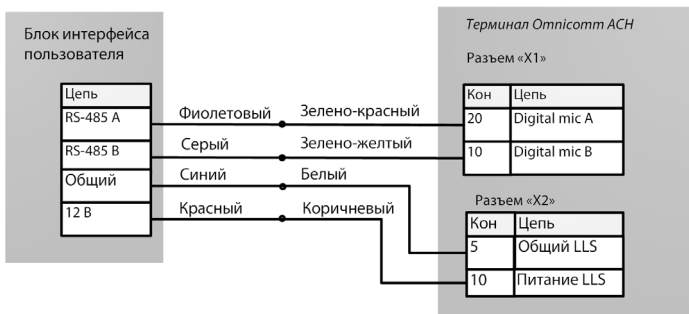 Блок интерфейса
пользователя
Цепь
RS-485 A
RS-485 B
Общий
12 В
Фиолетовый
Серый
Синий
Красный
Зелено-красный
Зелено-желтый
Белый
Коричневый
Терминал Omnicomm АСН
Разъем «X1»
Кон Цепь
20 Digital mic A
10 Digital mic B
Разъем «X2»
Кон Цепь
5 Общий LLS
10 Питание LLS